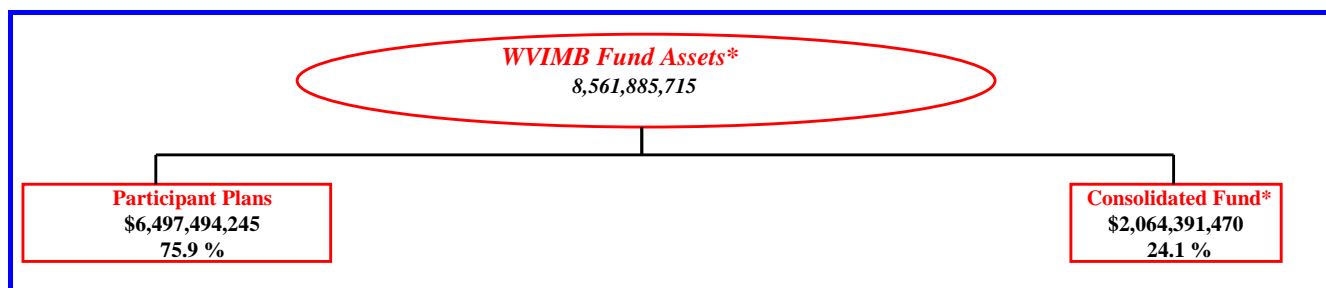 WVIMB Fund Assets*
8,561,885,715
Participant Plans
$6,497,494,245
75.9 %
Consolidated Fund*
$2,064,391,470
24.1 %